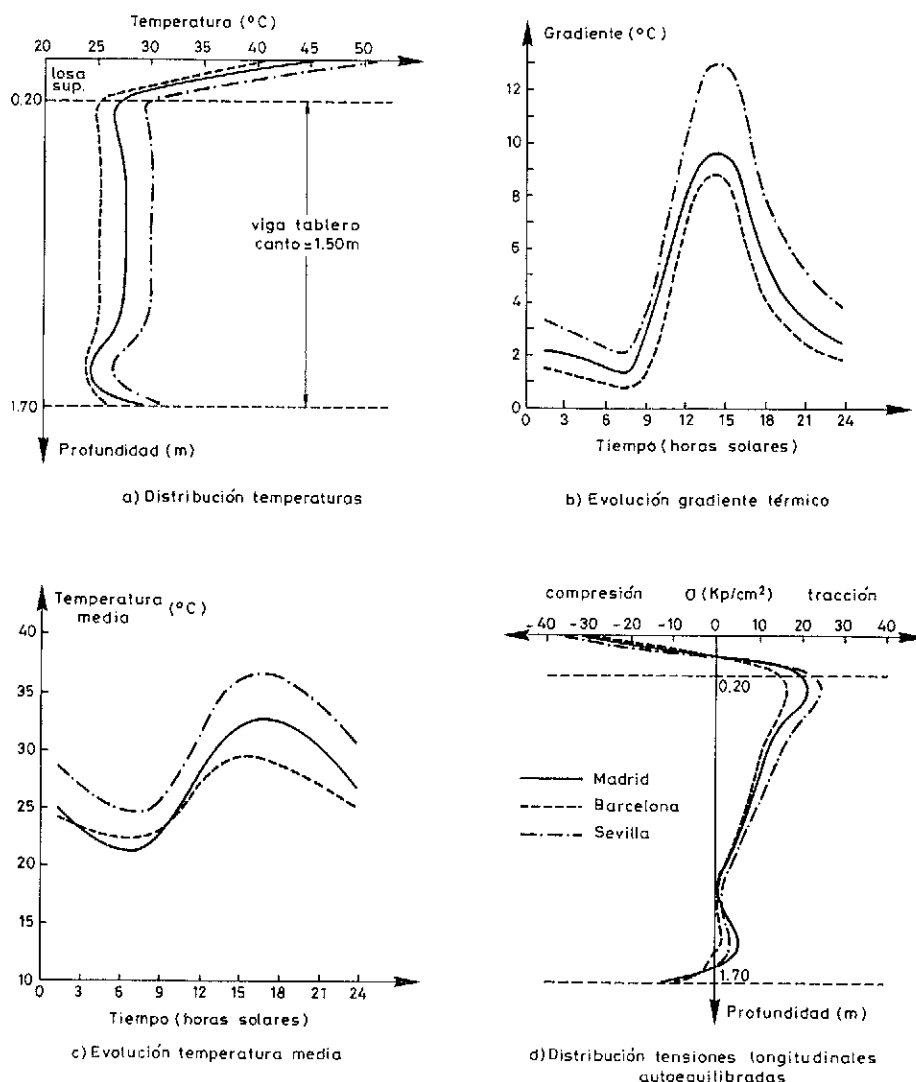 Temperatura (°C)
20 25 30 35 40 45 50
losa
sup.
0.20
viga tablero
canto ≃ 1.50 m
1.70
Profundidad (m)
a) Distribución temperaturas
Gradiente (°C)
12
10
8
6
4
2
0
0 3 6 9 12 15 18 21 24
Tiempo (horas solares)
b) Evolución gradiente térmico
Temperatura
media (°C)
40
35
30
25
20
15
10
0 3 6 9 12 15 18 21 24
Tiempo (horas solares)
c) Evolución temperatura media
compresión σ (Kp/cm²) tracción
-40 -30 -20 -10 0 10 20 30 40
0.20
Madrid
Barcelona
Sevilla
1.70
Profundidad (m)
d) Distribución tensiones longitudinales
autoequilibradas